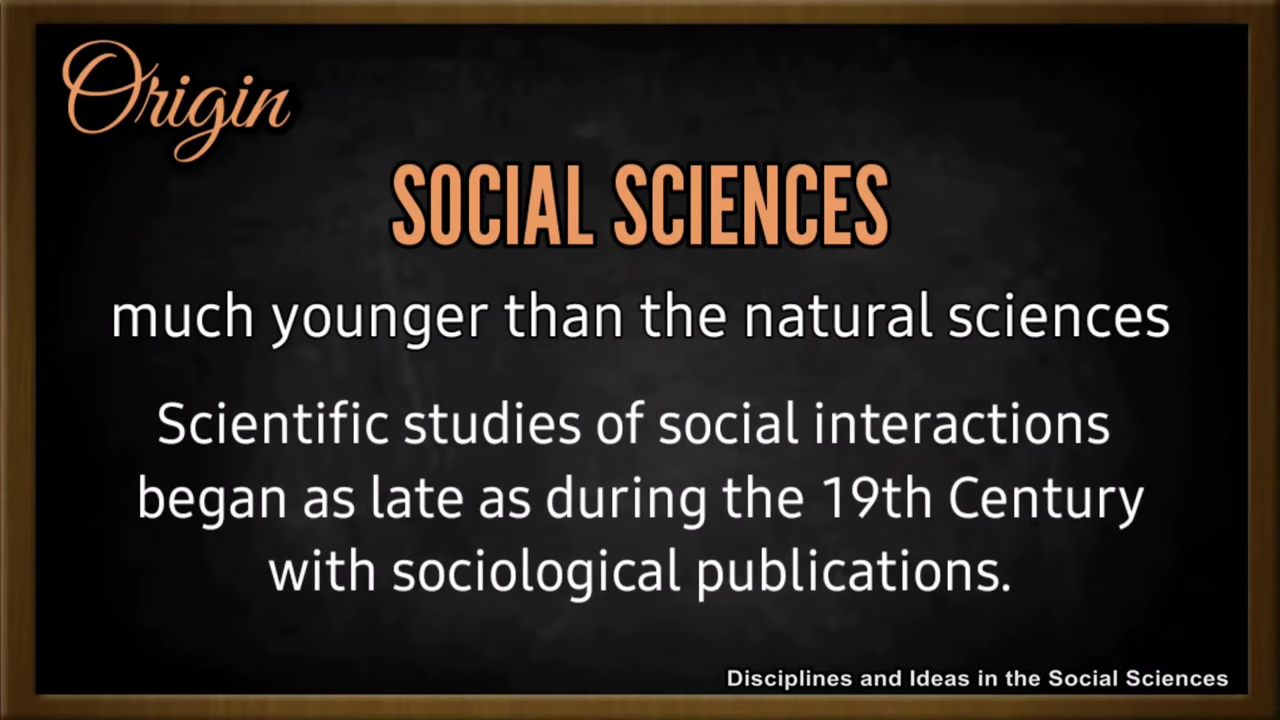 Origin
SOCIAL SCIENCES
much younger than the natural sciences
Scientific studies of social interactions
began as late as during the 19th Century
with sociological publications.
Disciplines and Ideas in the Social Sciences